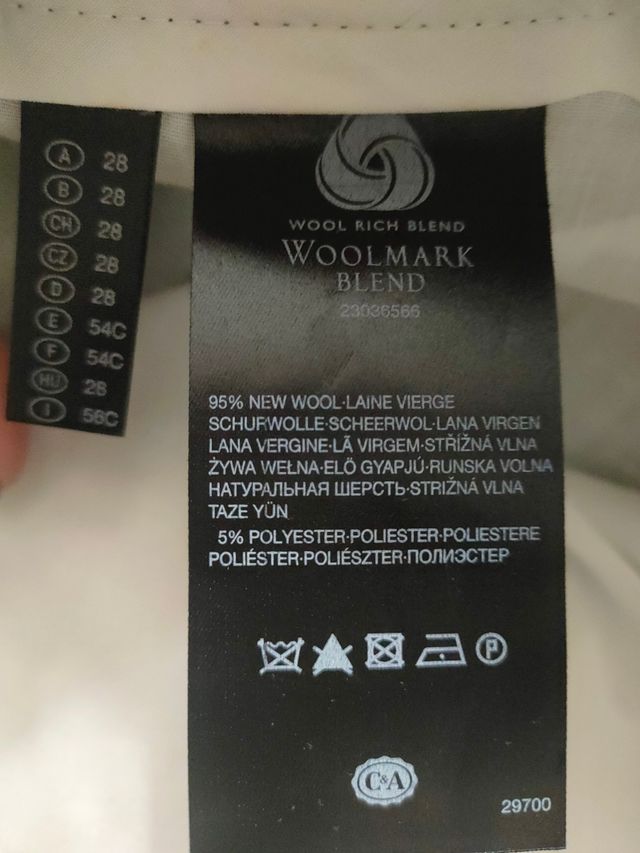 A 28
B 28
CH 28
CZ 28
D 28
E 54C
F 54C
HU 28
I 56C
WOOL RICH BLEND
WOOLMARK
BLEND
23036566
95% NEW WOOL·LAINE VIERGE
SCHURWOLLE·SCHEERWOL·LANA VIRGEN
LANA VERGINE·LÃ VIRGEM·STŘÍŽNÁ VLNA
ŻYWA WEŁNA·ELÖ GYAPJÚ·RUNSKA VOLNA
НАТУРАЛЬНАЯ ШЕРСТЬ·STRIŽNÁ VLNA
TAZE YÜN
5% POLYESTER·POLIESTER·POLIESTERE
POLIÉSTER·POLIÉSZTER·ПОЛИЭСТЕР
P
C&A
29700